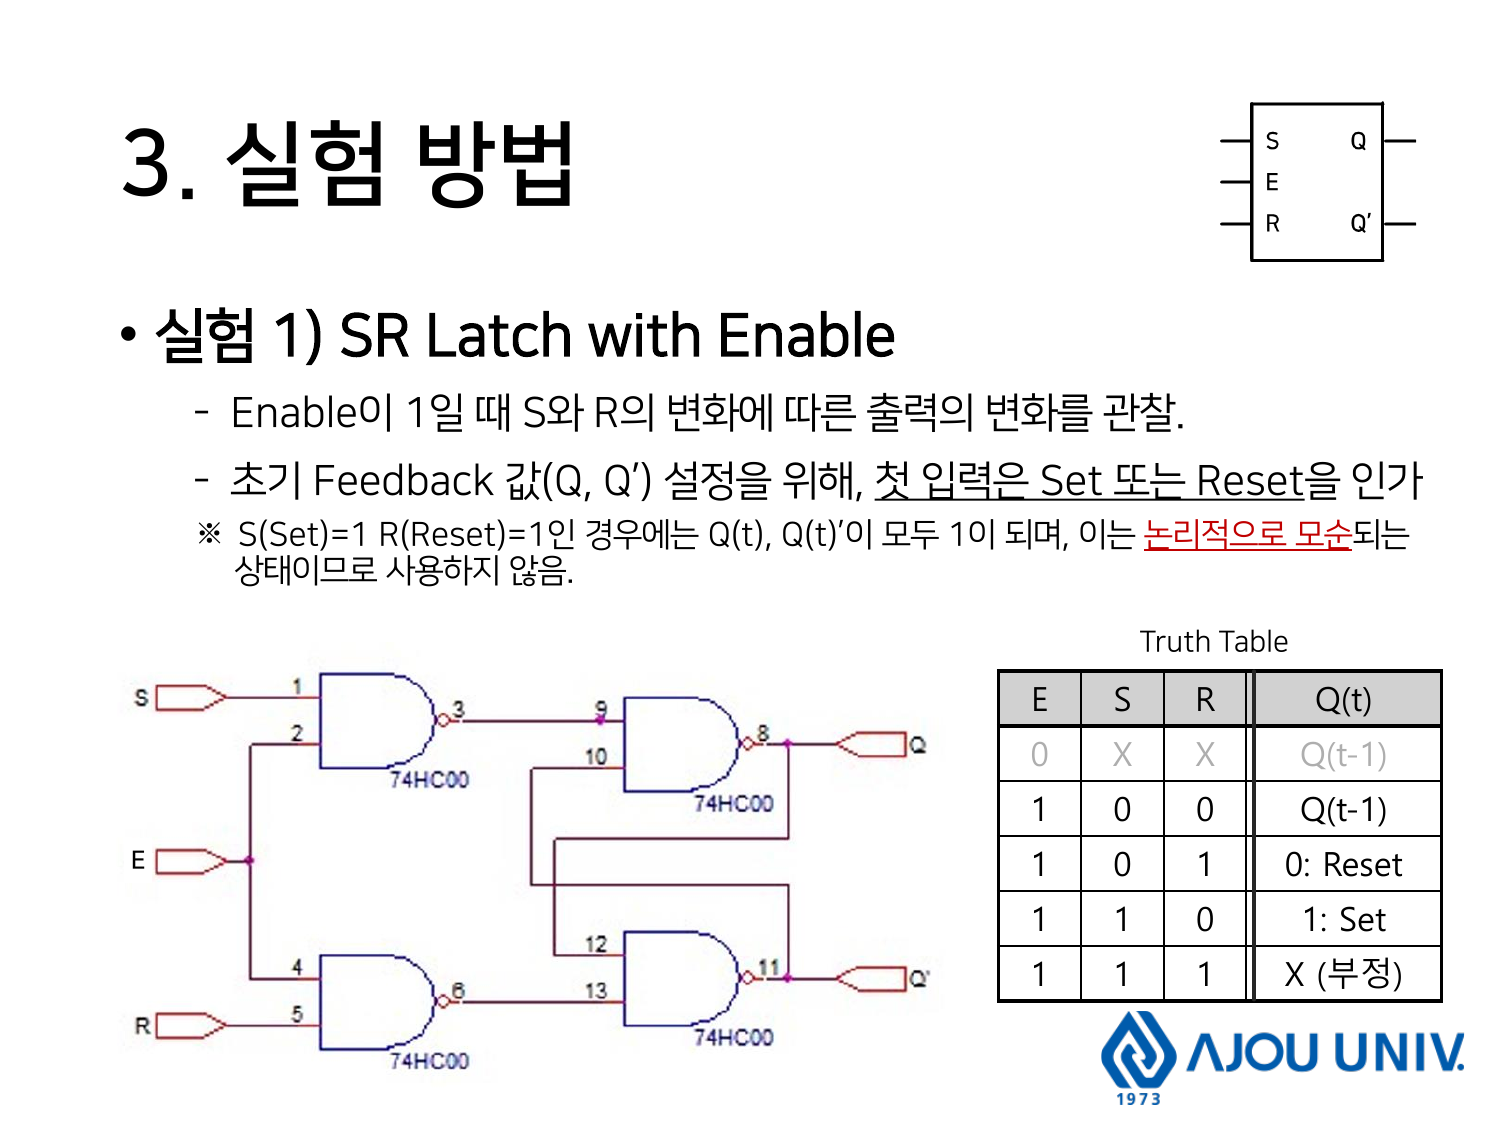 3. 실험 방법
S Q
E
R Q'
• 실험 1) SR Latch with Enable
- Enable이 1일 때 S와 R의 변화에 따른 출력의 변화를 관찰.
- 초기 Feedback 값(Q, Q') 설정을 위해, 첫 입력은 Set 또는 Reset을 인가
※ S(Set)=1 R(Reset)=1인 경우에는 Q(t), Q(t)'이 모두 1이 되며, 이는 논리적으로 모순되는
상태이므로 사용하지 않음.
S 1 2 3 74HC00
9 10 8 74HC00 Q
E
R 4 5 6 74HC00
12 13 11 74HC00 Q'
Truth Table
E S R Q(t)
0 X X Q(t-1)
1 0 0 Q(t-1)
1 0 1 0: Reset
1 1 0 1: Set
1 1 1 X (부정)
AJOU UNIV.
1973